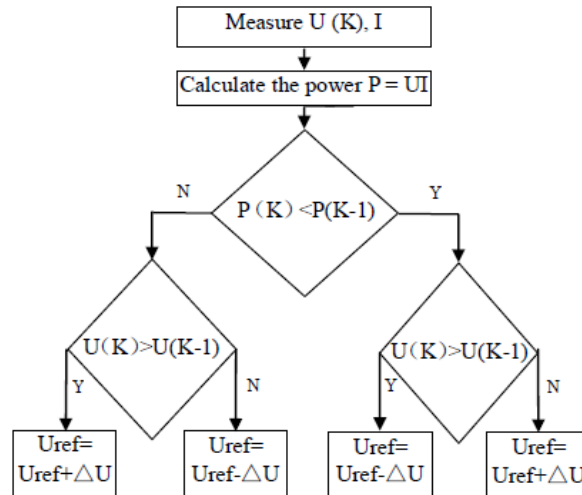 Measure U (K), I
Calculate the power P = UI
N
P（K）<P(K-1)
Y
U(K)>U(K-1)
U(K)>U(K-1)
Y
N
Y
N
Uref=
Uref+△U
Uref=
Uref-△U
Uref=
Uref-△U
Uref=
Uref+△U